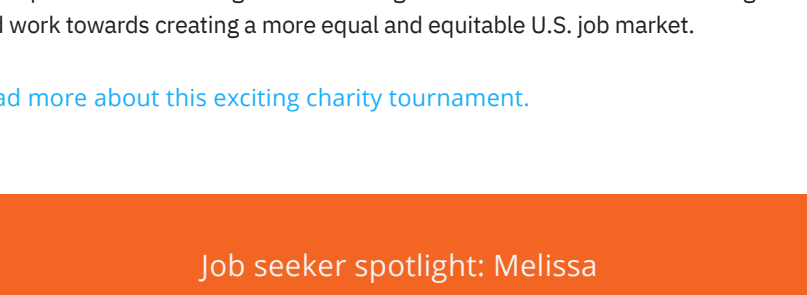 work towards creating a more equal and equitable U.S. job market.
ad more about this exciting charity tournament.
Job seeker spotlight: Melissa